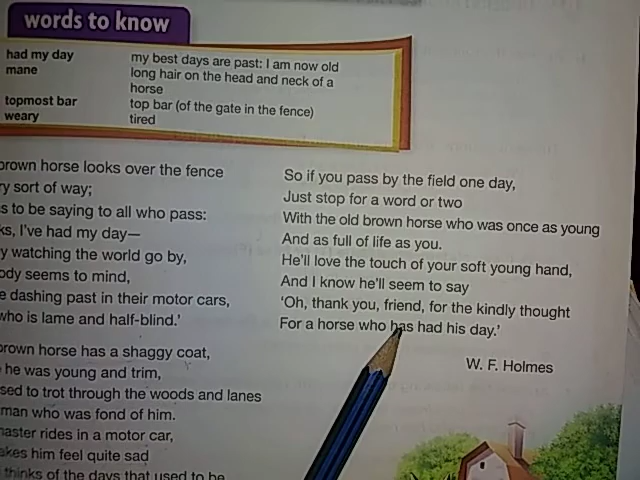 words to know
had my day my best days are past: I am now old
mane long hair on the head and neck of a
horse
topmost bar top bar (of the gate in the fence)
weary tired
brown horse looks over the fence
sort of way;
to be saying to all who pass:
I've had my day—
watching the world go by,
seems to mind,
dashing past in their motor cars,
who is lame and half-blind.'
brown horse has a shaggy coat,
he was young and trim,
to trot through the woods and lanes
man who was fond of him.
rides in a motor car,
him feel quite sad
thinks of the days that used to be
So if you pass by the field one day,
Just stop for a word or two
With the old brown horse who was once as young
And as full of life as you.
He'll love the touch of your soft young hand,
And I know he'll seem to say
'Oh, thank you, friend, for the kindly thought
For a horse who has had his day.'
W. F. Holmes